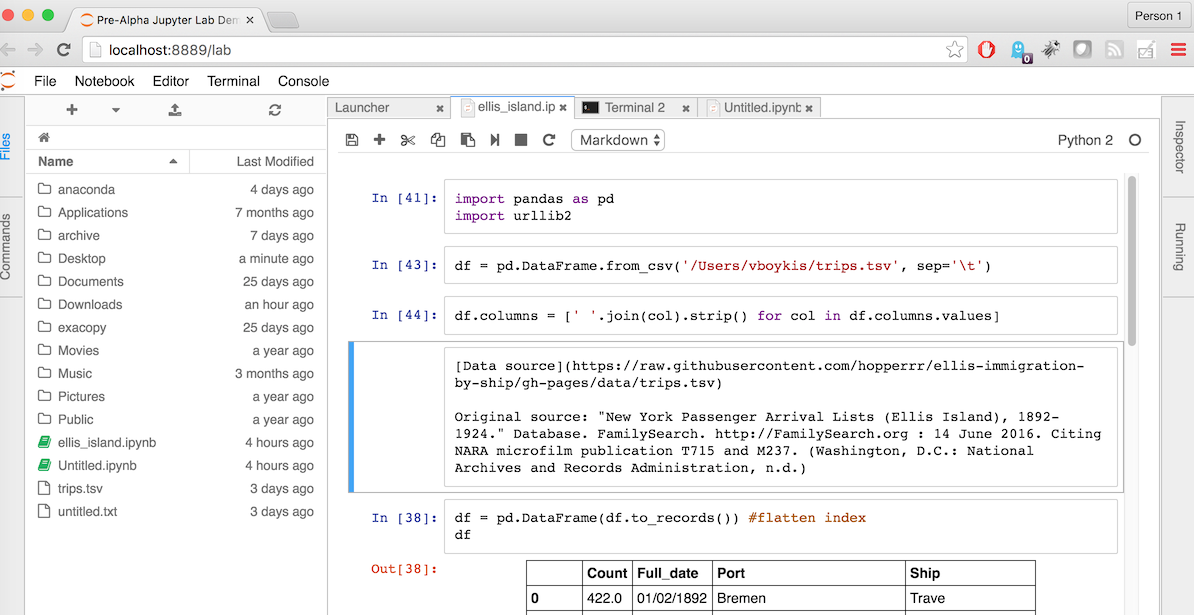 Pre-Alpha Jupyter Lab Dem
Person 1
localhost:8889/lab
0
File Notebook Editor Terminal Console
Files
Commands
Name Last Modified
anaconda 4 days ago
Applications 7 months ago
archive 7 days ago
Desktop a minute ago
Documents 25 days ago
Downloads an hour ago
exacopy 25 days ago
Movies a year ago
Music 3 months ago
Pictures a year ago
Public a year ago
ellis_island.ipynb 4 hours ago
Untitled.ipynb 4 hours ago
trips.tsv 3 days ago
untitled.txt 3 days ago
Launcher ellis_island.ip Terminal 2 Untitled.ipynb
Markdown Python 2
In [41]: import pandas as pd
import urllib2
In [43]: df = pd.DataFrame.from_csv('/Users/vboykis/trips.tsv', sep='\t')
In [44]: df.columns = [' '.join(col).strip() for col in df.columns.values]
[Data source](https://raw.githubusercontent.com/hopperrr/ellis-immigration-
by-ship/gh-pages/data/trips.tsv)
Original source: "New York Passenger Arrival Lists (Ellis Island), 1892-
1924." Database. FamilySearch. http://FamilySearch.org : 14 June 2016. Citing
NARA microfilm publication T715 and M237. (Washington, D.C.: National
Archives and Records Administration, n.d.)
In [38]: df = pd.DataFrame(df.to_records()) #flatten index
df
Out[38]:
Count Full_date Port Ship
0 422.0 01/02/1892 Bremen Trave
Inspector
Running